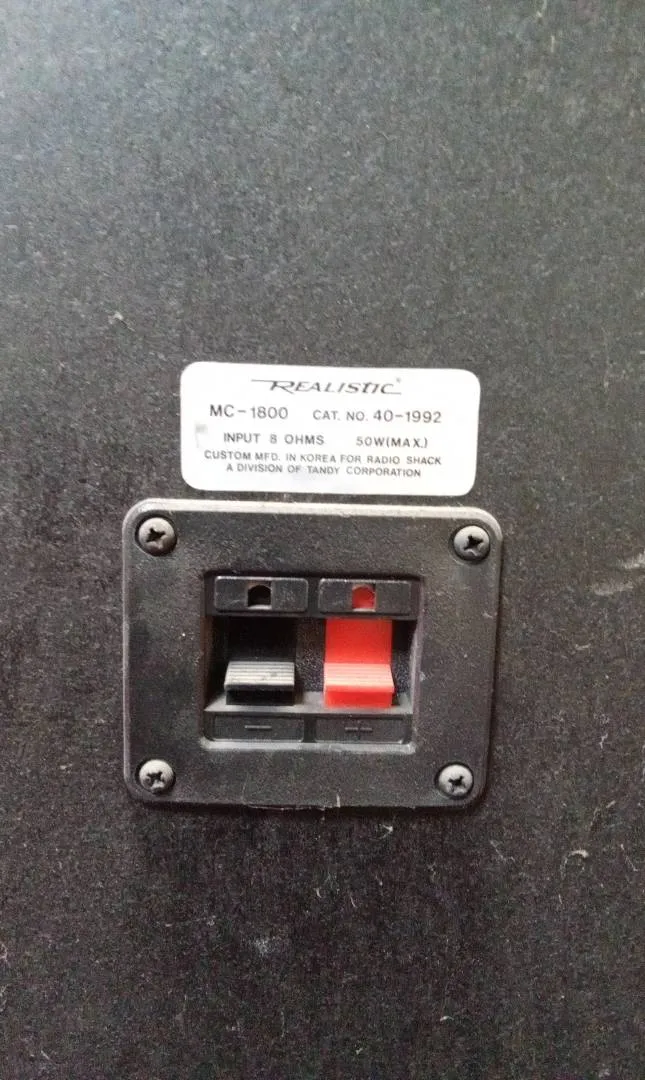 REALISTIC®
MC-1800 CAT. NO. 40-1992
INPUT 8 OHMS 50W(MAX.)
CUSTOM MFD. IN KOREA FOR RADIO SHACK
A DIVISION OF TANDY CORPORATION
− +